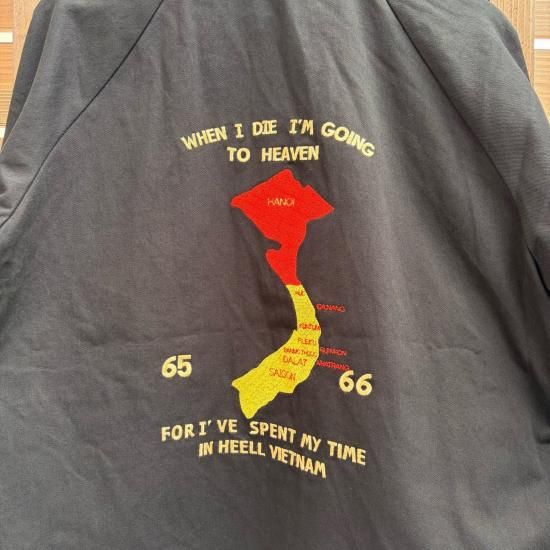 WHEN I DIE I'M GOING
TO HEAVEN
HANOI
HUE
DANANG
KONTUM
PLEIKU
QUINHON
DALAT
NHATRANG
SAIGON
65
66
FOR I'VE SPENT MY TIME
IN HEELL VIETNAM